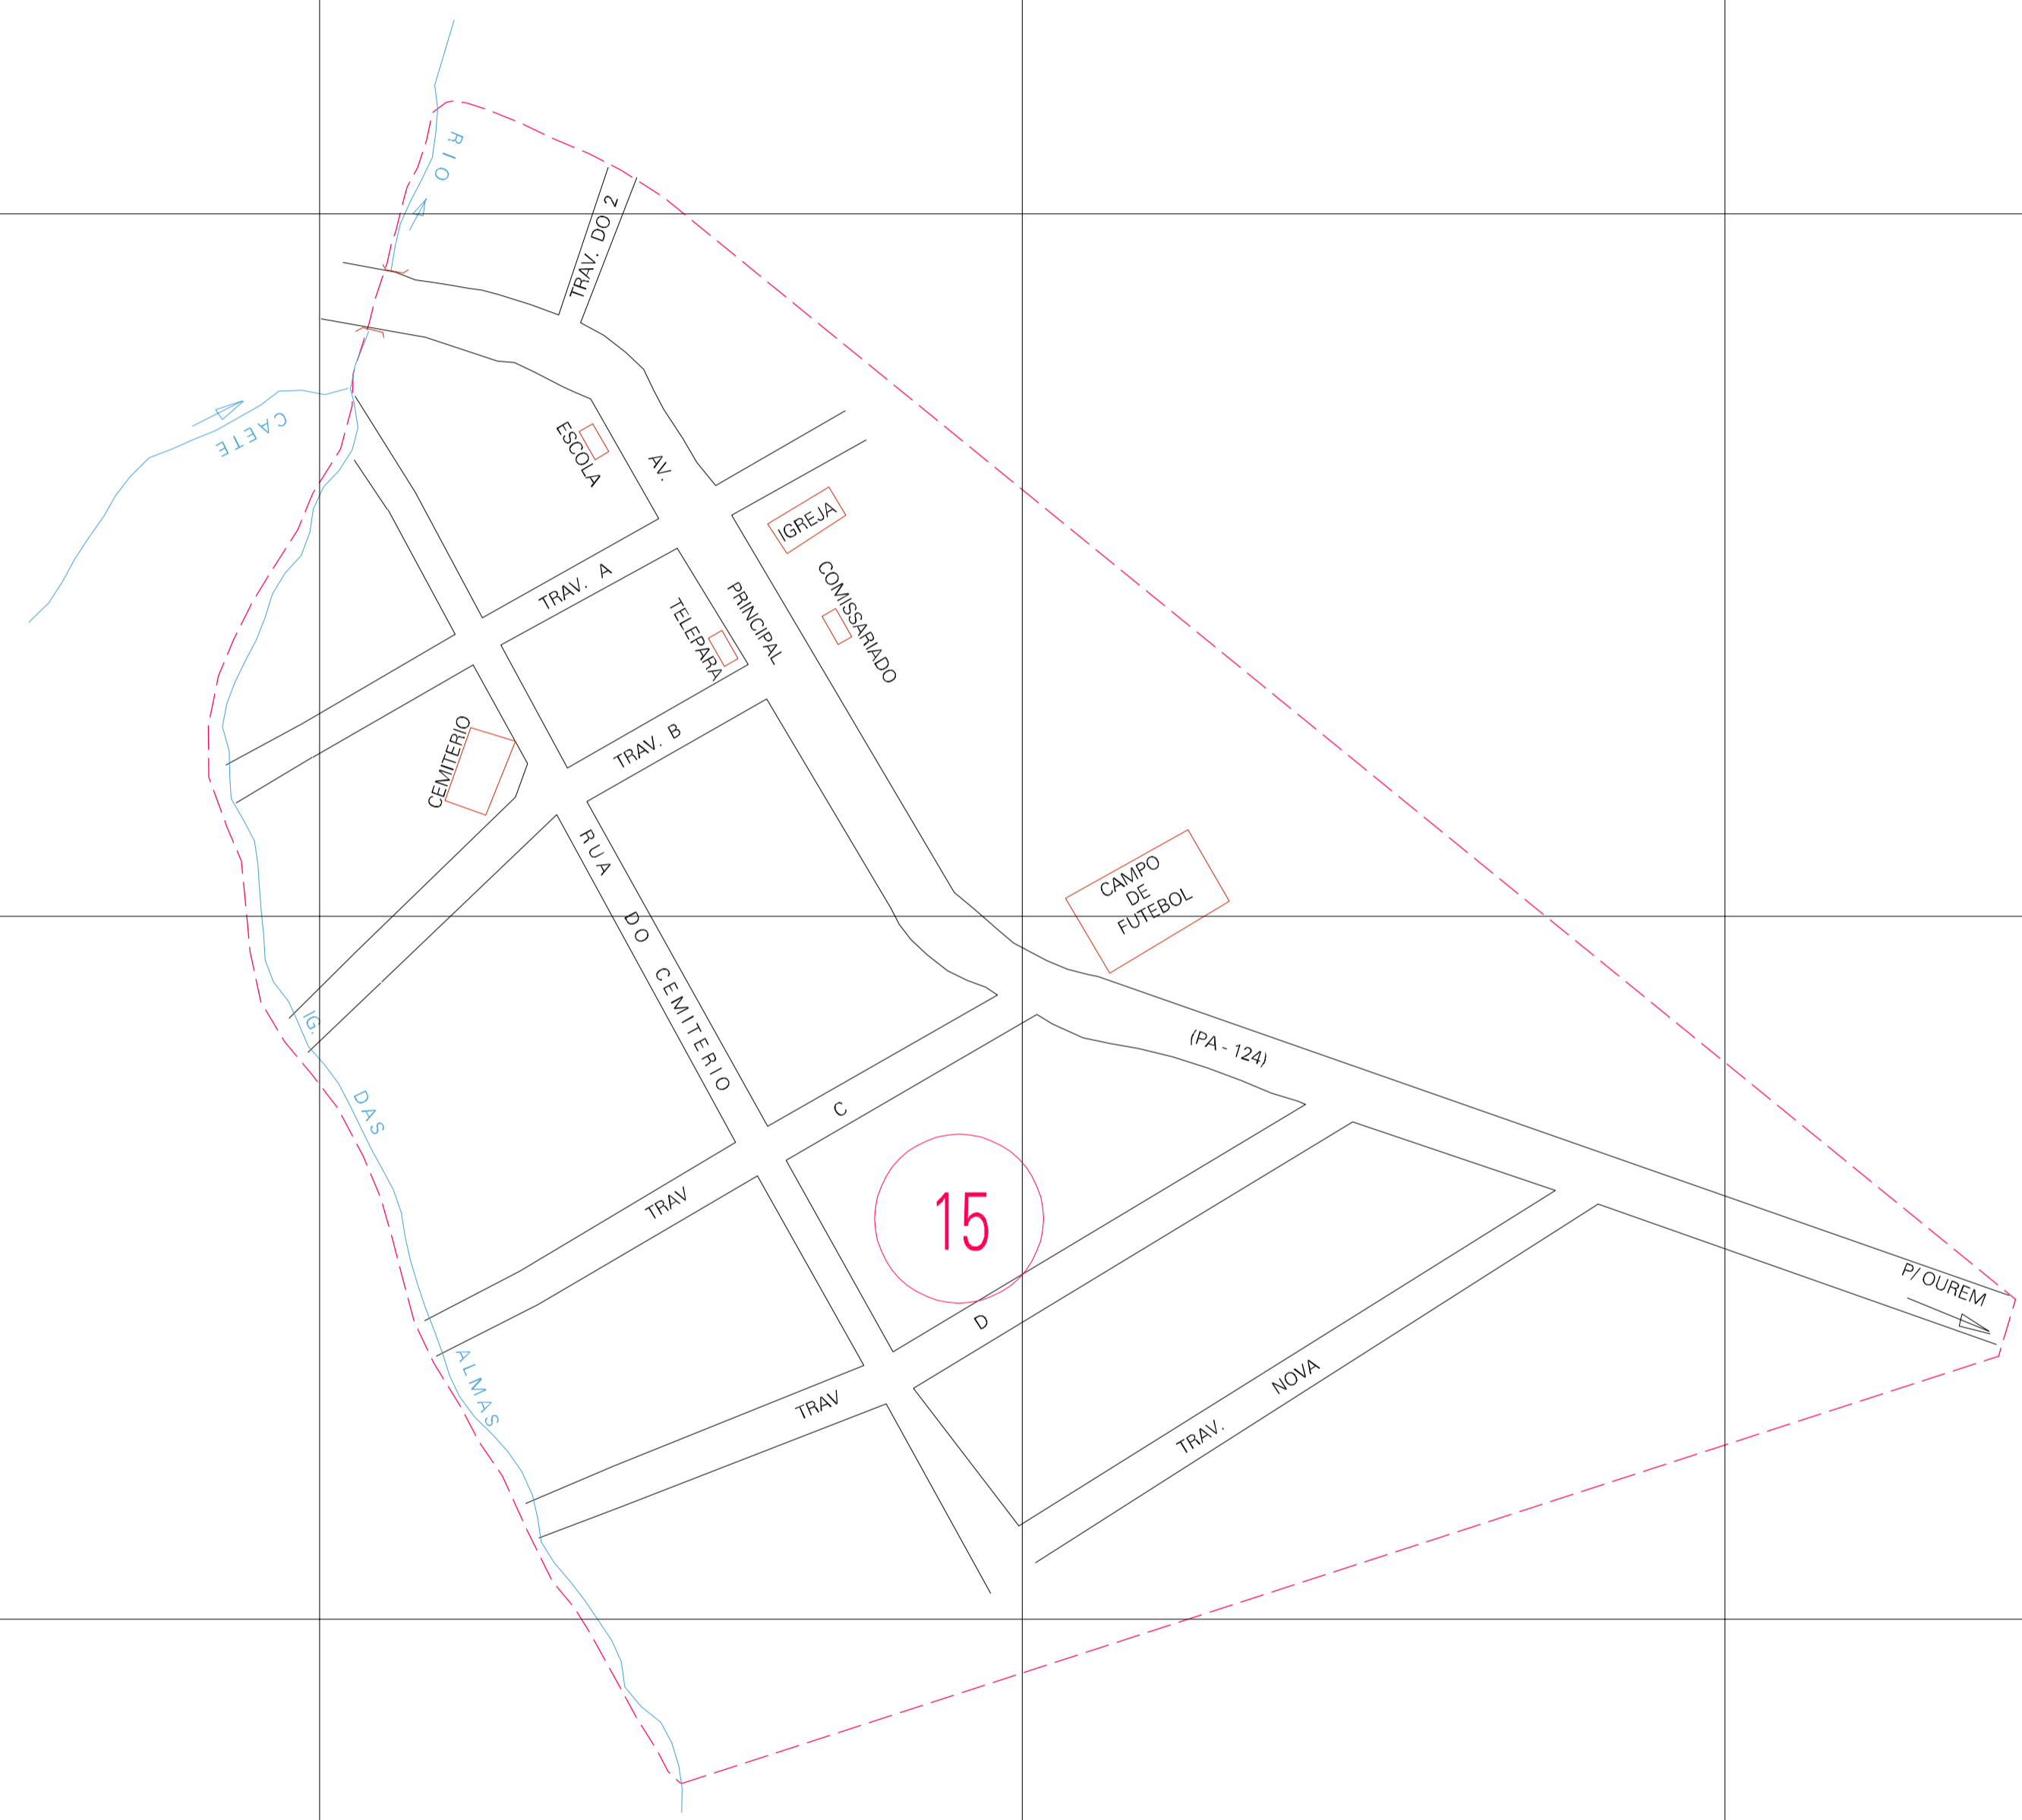 RIO
TRAV. DO 2
CAETE
ESCOLA
AV.
IGREJA
TRAV. A
COMISSARIADO
PRINCIPAL
TELEPARA
TRAV. B
CEMITERIO
RUA DO CEMITERIO
CAMPO
DE
FUTEBOL
IG. DAS ALMAS
(PA - 124)
TRAV C
15
P/ OUREM
TRAV D
TRAV. NOVA